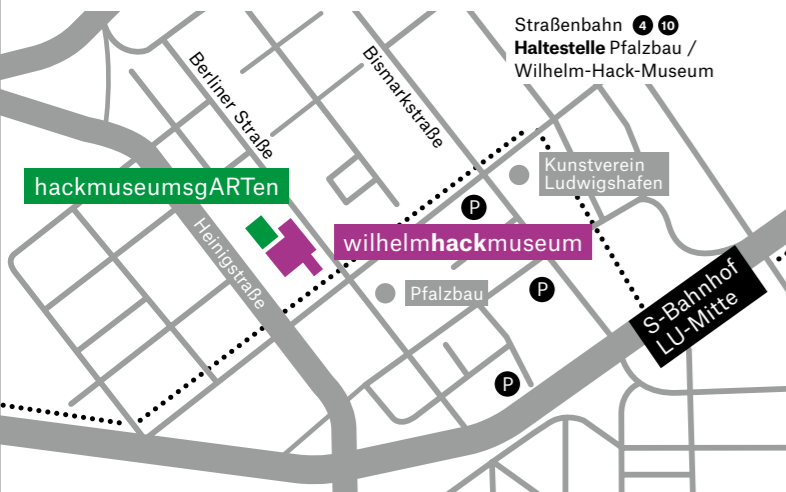 Straßenbahn 4 10
Haltestelle Pfalzbau /
Wilhelm-Hack-Museum
Berliner Straße
Bismarkstraße
Kunstverein
Ludwigshafen
hackmuseumsgARTen
P
wilhelmhackmuseum
Heinigstraße
Pfalzbau
P
S-Bahnhof
LU-Mitte
P